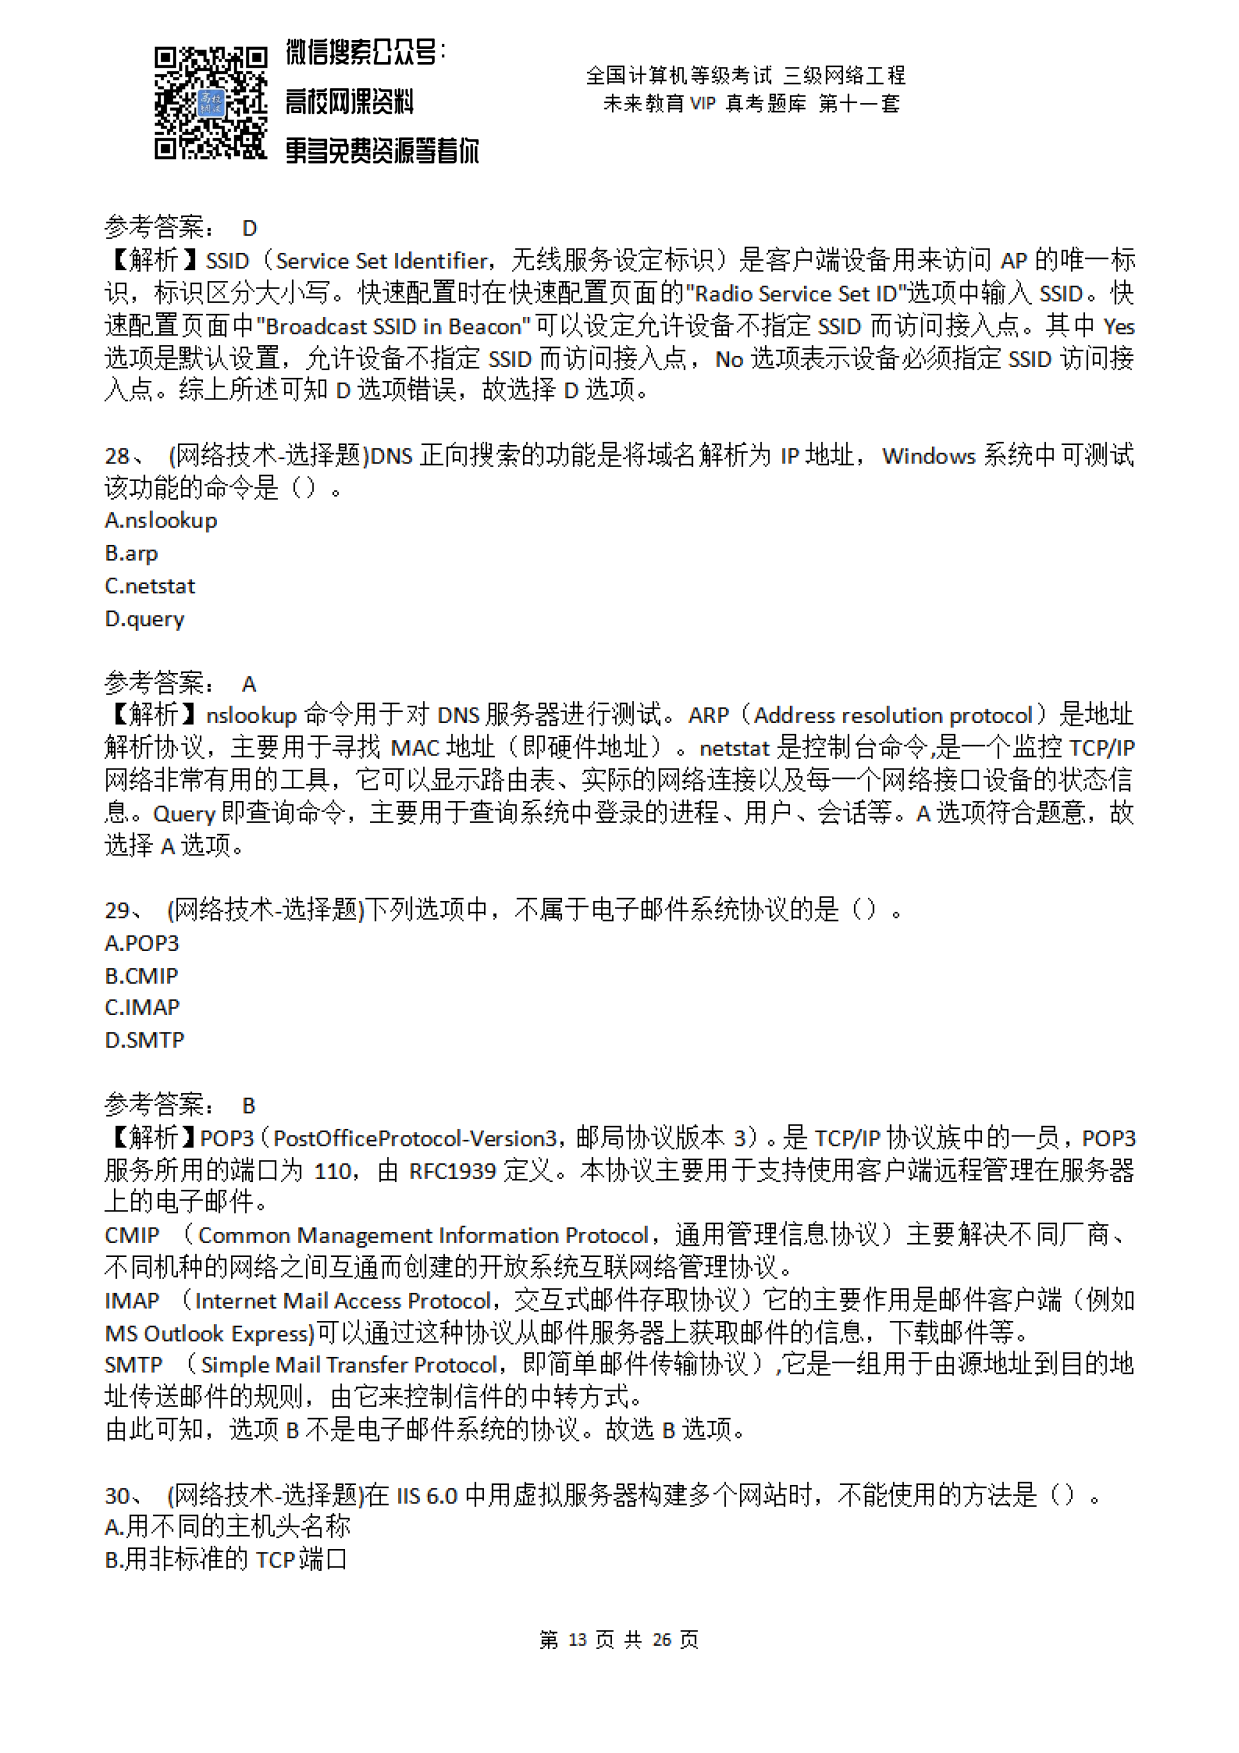 微信搜索公众号：
高校网课资料
更多免费资源等着你
全国计算机等级考试 三级网络工程
未来教育 VIP 真考题库 第十一套
参考答案： D
【解析】SSID（Service Set Identifier，无线服务设定标识）是客户端设备用来访问 AP 的唯一标
识，标识区分大小写。快速配置时在快速配置页面的"Radio Service Set ID"选项中输入 SSID。快
速配置页面中"Broadcast SSID in Beacon"可以设定允许设备不指定 SSID 而访问接入点。其中 Yes
选项是默认设置，允许设备不指定 SSID 而访问接入点，No 选项表示设备必须指定 SSID 访问接
入点。综上所述可知 D 选项错误，故选择 D 选项。
28、 (网络技术-选择题)DNS 正向搜索的功能是将域名解析为 IP 地址，Windows 系统中可测试
该功能的命令是（）。
A.nslookup
B.arp
C.netstat
D.query
参考答案： A
【解析】nslookup 命令用于对 DNS 服务器进行测试。ARP（Address resolution protocol）是地址
解析协议，主要用于寻找 MAC 地址（即硬件地址）。netstat 是控制台命令,是一个监控 TCP/IP
网络非常有用的工具，它可以显示路由表、实际的网络连接以及每一个网络接口设备的状态信
息。Query 即查询命令，主要用于查询系统中登录的进程、用户、会话等。A 选项符合题意，故
选择 A 选项。
29、 (网络技术-选择题)下列选项中，不属于电子邮件系统协议的是（）。
A.POP3
B.CMIP
C.IMAP
D.SMTP
参考答案： B
【解析】POP3（PostOfficeProtocol-Version3，邮局协议版本 3）。是 TCP/IP 协议族中的一员，POP3
服务所用的端口为 110，由 RFC1939 定义。本协议主要用于支持使用客户端远程管理在服务器
上的电子邮件。
CMIP （Common Management Information Protocol，通用管理信息协议）主要解决不同厂商、
不同机种的网络之间互通而创建的开放系统互联网络管理协议。
IMAP （Internet Mail Access Protocol，交互式邮件存取协议）它的主要作用是邮件客户端（例如
MS Outlook Express)可以通过这种协议从邮件服务器上获取邮件的信息，下载邮件等。
SMTP （Simple Mail Transfer Protocol，即简单邮件传输协议）,它是一组用于由源地址到目的地
址传送邮件的规则，由它来控制信件的中转方式。
由此可知，选项 B 不是电子邮件系统的协议。故选 B 选项。
30、 (网络技术-选择题)在 IIS 6.0 中用虚拟服务器构建多个网站时，不能使用的方法是（）。
A.用不同的主机头名称
B.用非标准的 TCP 端口
第 13 页 共 26 页